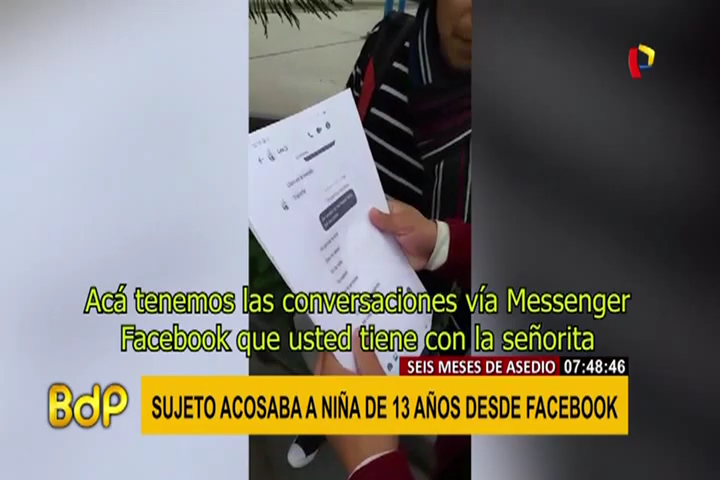 Acá tenemos las conversaciones vía Messenger
Facebook que usted tiene con la señorita
SEIS MESES DE ASEDIO 07:48:46
BdP
SUJETO ACOSABA A NIÑA DE 13 AÑOS DESDE FACEBOOK